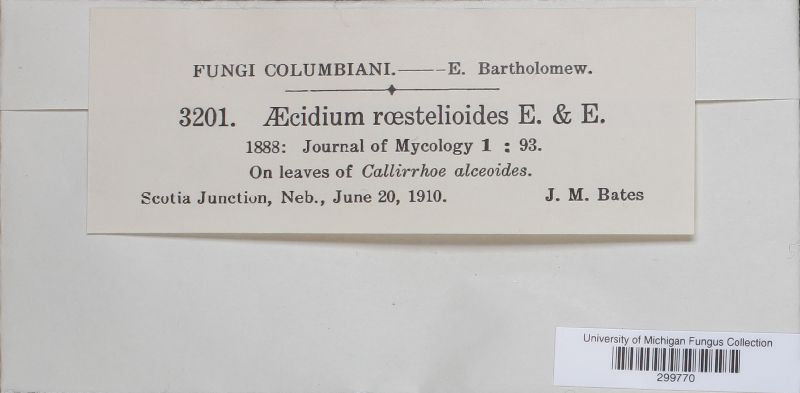 FUNGI COLUMBIANI.——E. Bartholomew.
3201. Æcidium rœstelioides E. & E.
1888: Journal of Mycology 1 : 93.
On leaves of Callirrhoe alceoides.
Scotia Junction, Neb., June 20, 1910. J. M. Bates
University of Michigan Fungus Collection
299770